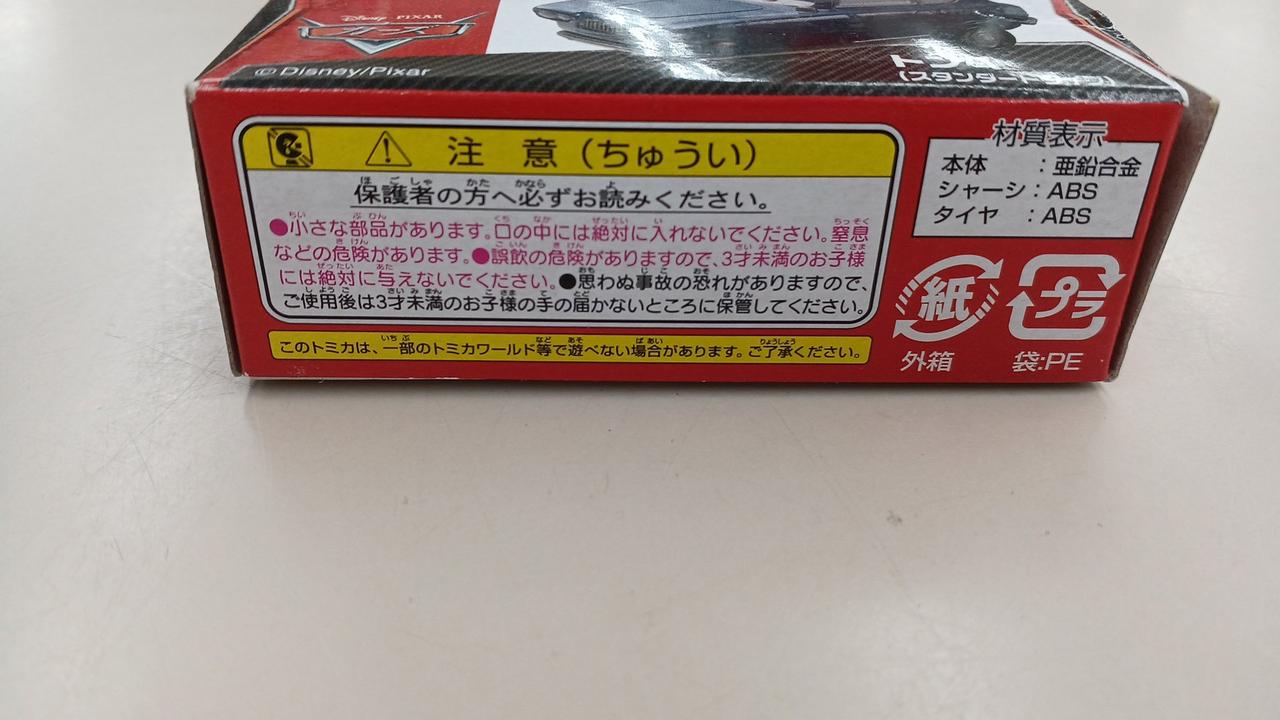 Disney PIXAR
カーズ
©Disney/Pixar
(スタンダードタイプ)
注 意 (ちゅうい)
保護者の方へ必ずお読みください。
●小さな部品があります。口の中には絶対に入れないでください。窒息
などの危険があります。●誤飲の危険がありますので、3才未満のお子様
には絶対に与えないでください。●思わぬ事故の恐れがありますので、
ご使用後は3才未満のお子様の手の届かないところに保管してください。
このトミカは、一部のトミカワールド等で遊べない場合があります。ご了承ください。
材質表示
本体 :亜鉛合金
シャーシ:ABS
タイヤ :ABS
紙
外箱
プラ
袋:PE